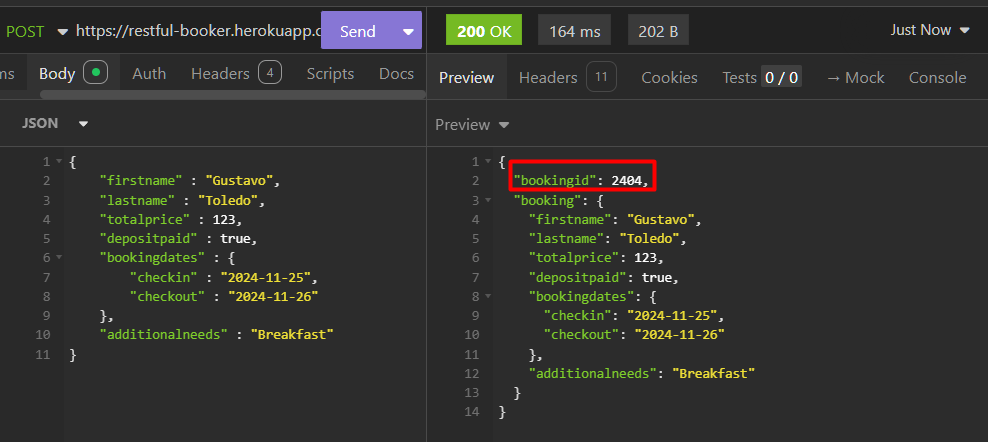 POST https://restful-booker.herokuapp.c Send 200 OK 164 ms 202 B Just Now
ms Body Auth Headers 4 Scripts Docs
Preview Headers 11 Cookies Tests 0 / 0 → Mock Console
JSON
Preview
1 {
2 "firstname" : "Gustavo",
3 "lastname" : "Toledo",
4 "totalprice" : 123,
5 "depositpaid" : true,
6 "bookingdates" : {
7 "checkin" : "2024-11-25",
8 "checkout" : "2024-11-26"
9 },
10 "additionalneeds" : "Breakfast"
11 }
1 {
2 "bookingid": 2404,
3 "booking": {
4 "firstname": "Gustavo",
5 "lastname": "Toledo",
6 "totalprice": 123,
7 "depositpaid": true,
8 "bookingdates": {
9 "checkin": "2024-11-25",
10 "checkout": "2024-11-26"
11 },
12 "additionalneeds": "Breakfast"
13 }
14 }